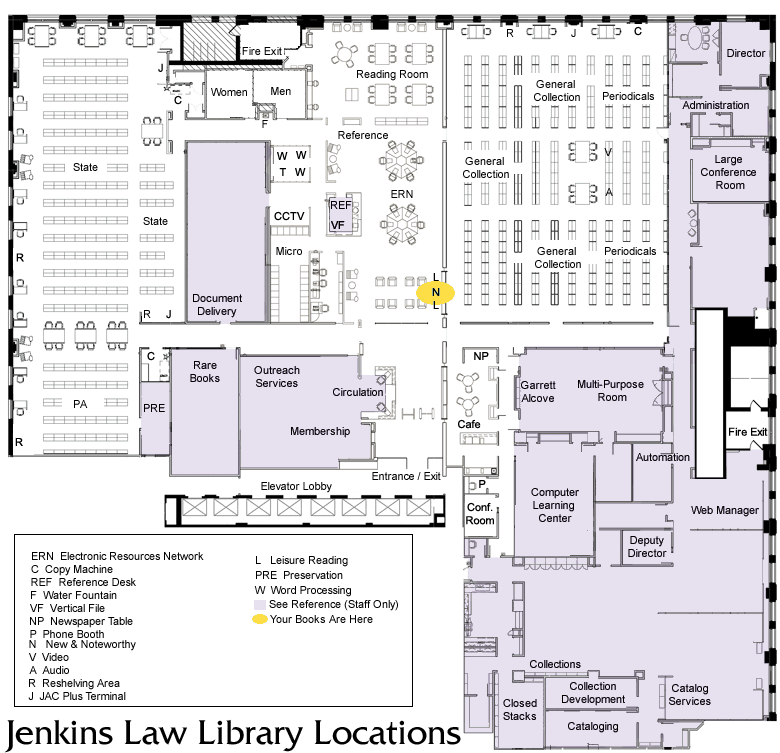 Fire Exit
R
J
C
Director
J
Reading Room
C
Women
Men
General
Collection
Periodicals
Administration
F
Reference
State
W W
T W
V
General
Collection
Large
Conference
Room
ERN
A
REF
VF
State
CCTV
R
Micro
General
Collection
Periodicals
L
N
L
Document
Delivery
R J
C
NP
Rare
Books
Outreach
Services
Circulation
Garrett
Alcove
Multi-Purpose
Room
PA
PRE
Cafe
Fire Exit
Membership
R
Automation
Entrance / Exit
Elevator Lobby
P
Computer
Learning
Center
Conf.
Room
Web Manager
Deputy
Director
ERN Electronic Resources Network
C Copy Machine
REF Reference Desk
F Water Fountain
VF Vertical File
NP Newspaper Table
P Phone Booth
N New & Noteworthy
V Video
A Audio
R Reshelving Area
J JAC Plus Terminal
L Leisure Reading
PRE Preservation
W Word Processing
See Reference (Staff Only)
Your Books Are Here
Collections
Closed
Stacks
Collection
Development
Cataloging
Catalog
Services
Jenkins Law Library Locations